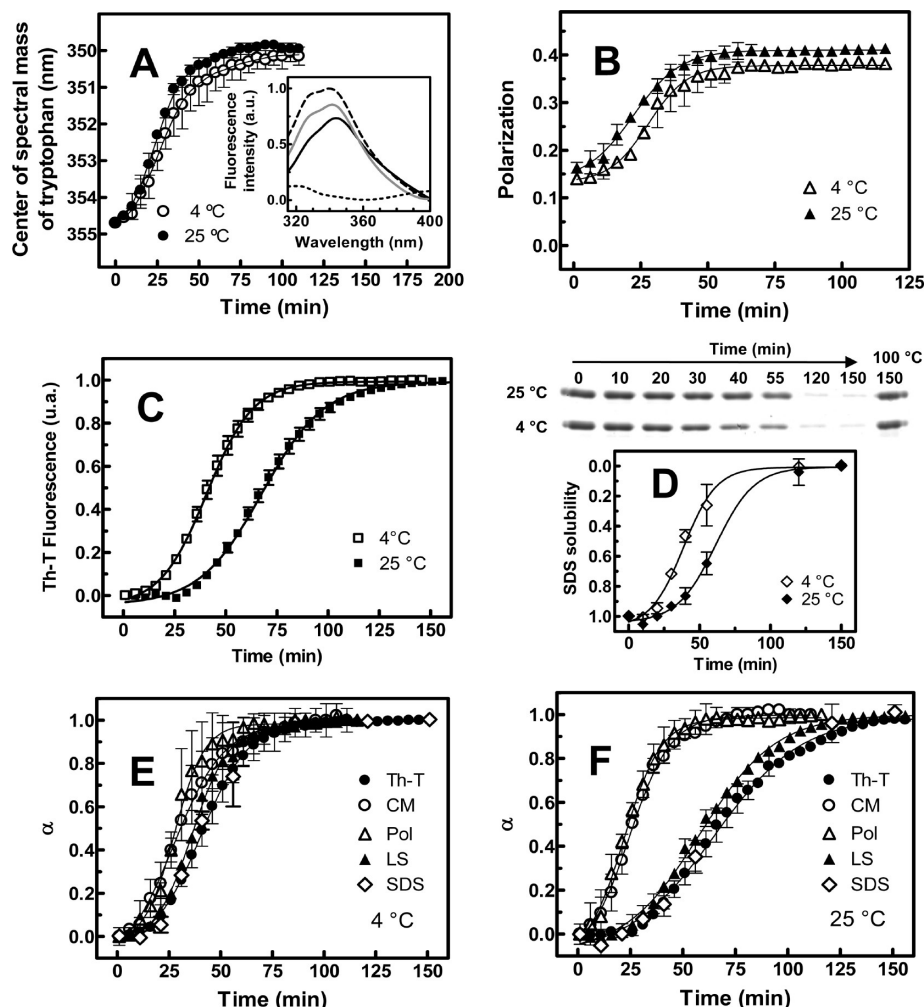 A
350
351
352
353
354
355
Center of spectral mass
of tryptophan (nm)
4 ºC
25 ºC
0 25 50 75 100 125 150 175 200
Time (min)
Fluorescence
intensity (a.u.)
1.0
0.5
0.0
320 360 400
Wavelength (nm)
B
0.4
0.3
0.2
0.1
0.0
Polarization
4 °C
25 °C
0 25 50 75 100 125
Time (min)
C
1.0
0.8
0.6
0.4
0.2
0.0
Th-T Fluorescence (u.a.)
4°C
25 °C
0 25 50 75 100 125 150
Time (min)
Time (min)
100 °C
0 10 20 30 40 55 120 150 150
25 °C
4 °C
D
0.0
0.2
0.4
0.6
0.8
1.0
SDS solubility
4 °C
25 °C
0 50 100 150
Time (min)
E
1.0
0.8
0.6
0.4
0.2
0.0
α
Th-T
CM
Pol
LS
SDS
4 °C
0 25 50 75 100 125 150
Time (min)
F
1.0
0.8
0.6
0.4
0.2
0.0
α
Th-T
CM
Pol
LS
SDS
25 °C
0 25 50 75 100 125 150
Time (min)